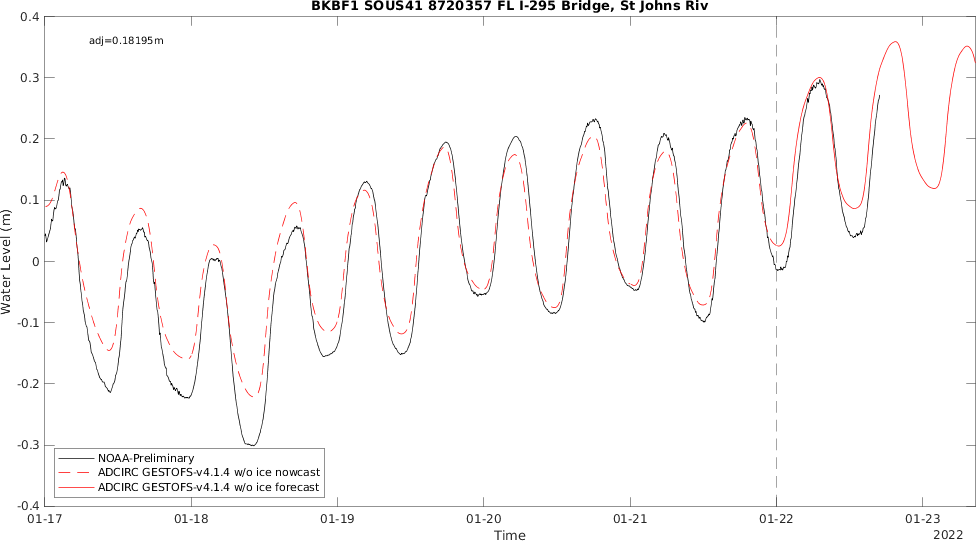 BKBF1 SOUS41 8720357 FL I-295 Bridge, St Johns Riv
0.4
adj=0.18195m
0.3
0.2
0.1
0
-0.1
-0.2
-0.3
-0.4
Water Level (m)
NOAA-Preliminary
ADCIRC GESTOFS-v4.1.4 w/o ice nowcast
ADCIRC GESTOFS-v4.1.4 w/o ice forecast
01-17 01-18 01-19 01-20 01-21 01-22 01-23
Time
2022